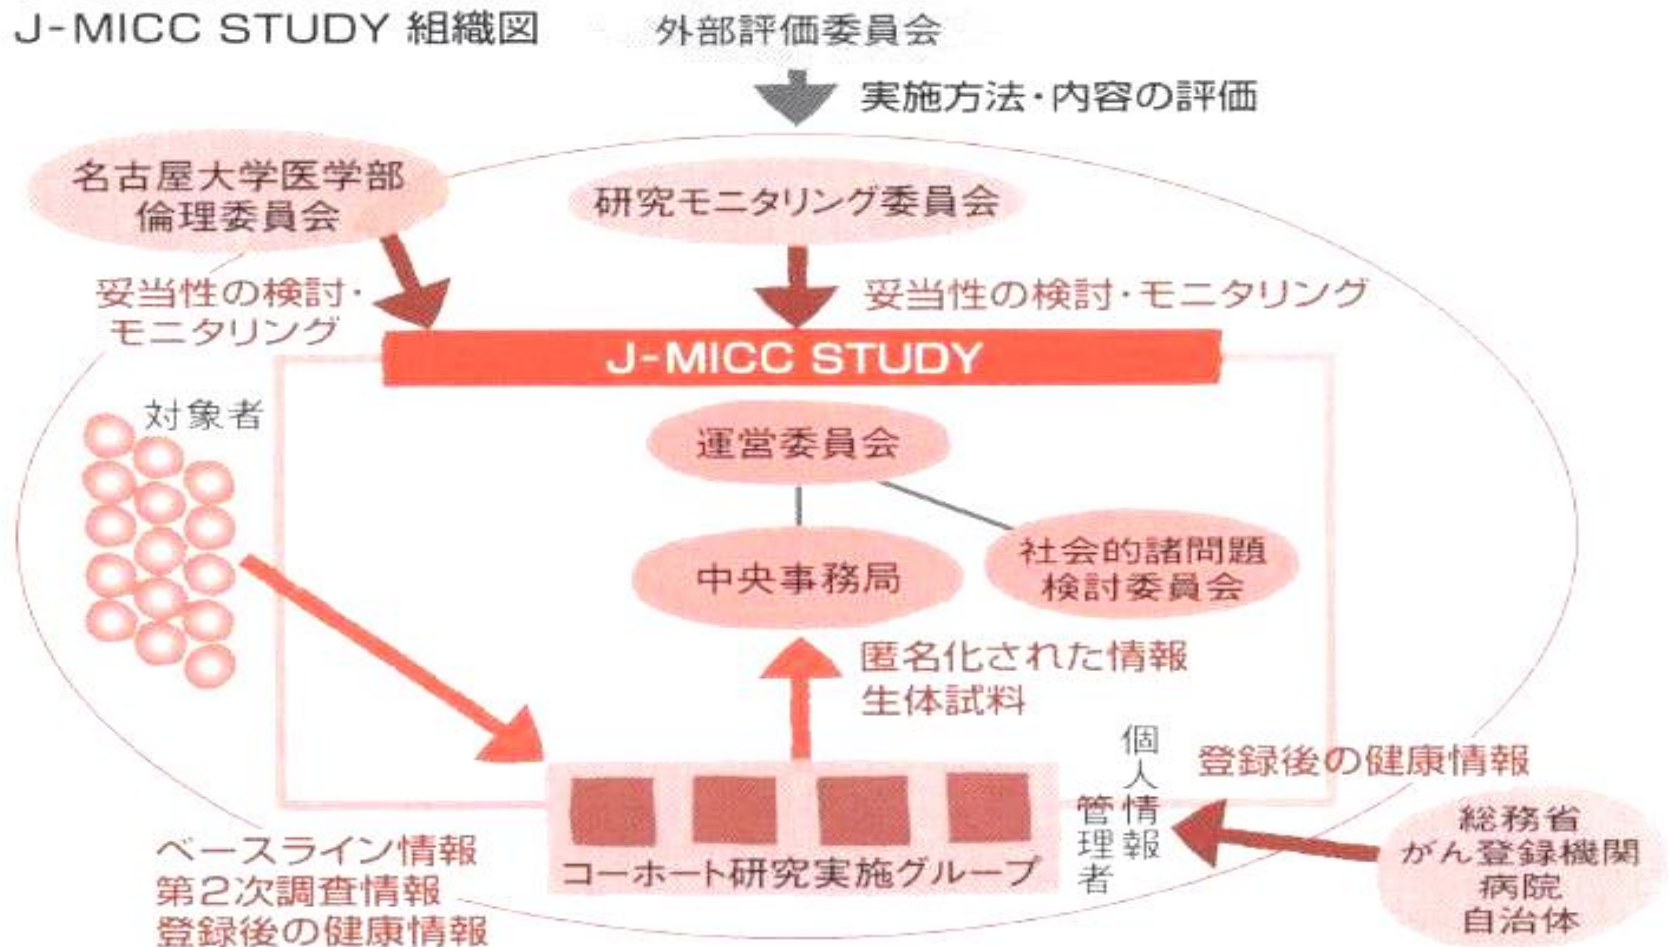 J-MICC STUDY 組織図
外部評価委員会
実施方法・内容の評価
名古屋大学医学部
倫理委員会
研究モニタリング委員会
妥当性の検討・
モニタリング
妥当性の検討・モニタリング
J-MICC STUDY
対象者
運営委員会
中央事務局
社会的諸問題
検討委員会
匿名化された情報
生体試料
個人情報
管理者
登録後の健康情報
総務省
がん登録機関
病院
自治体
コーホート研究実施グループ
ベースライン情報
第2次調査情報
登録後の健康情報